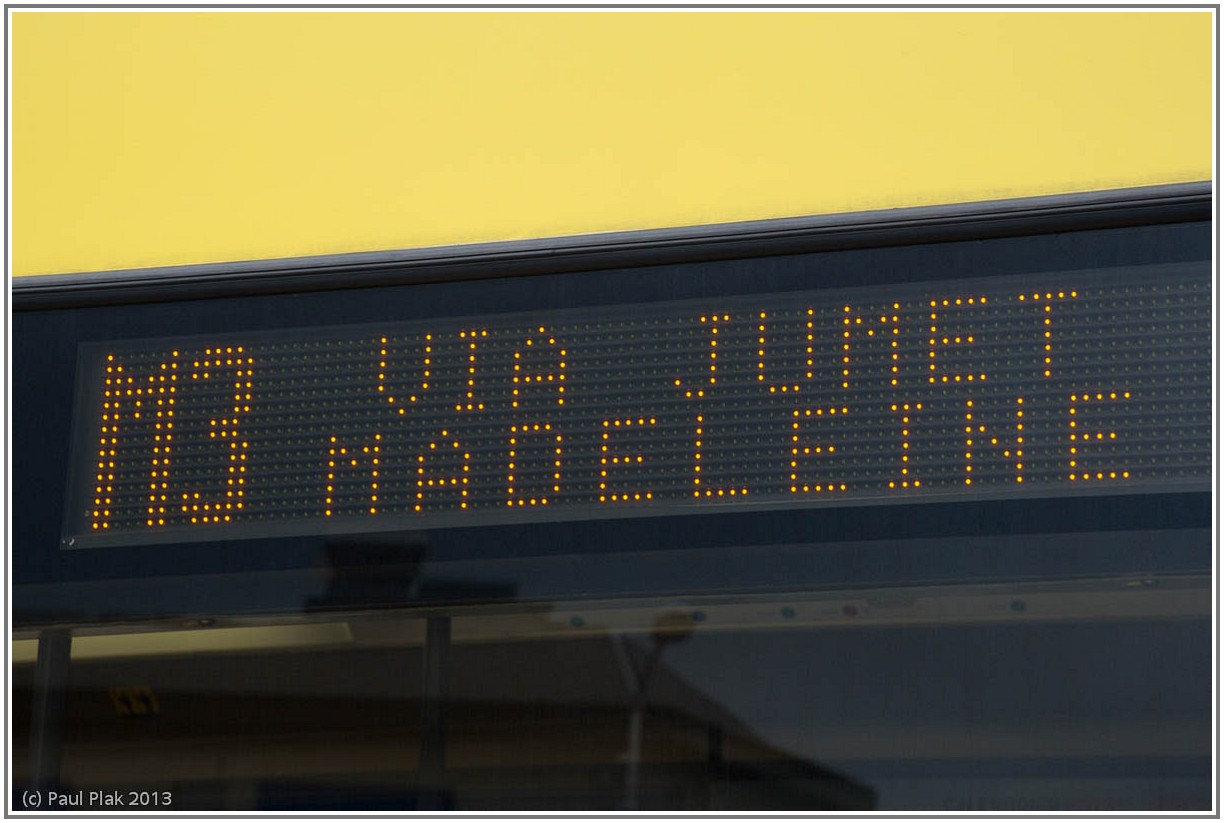 M3 VIA JUMET
MADELEINE
(c) Paul Plak 2013